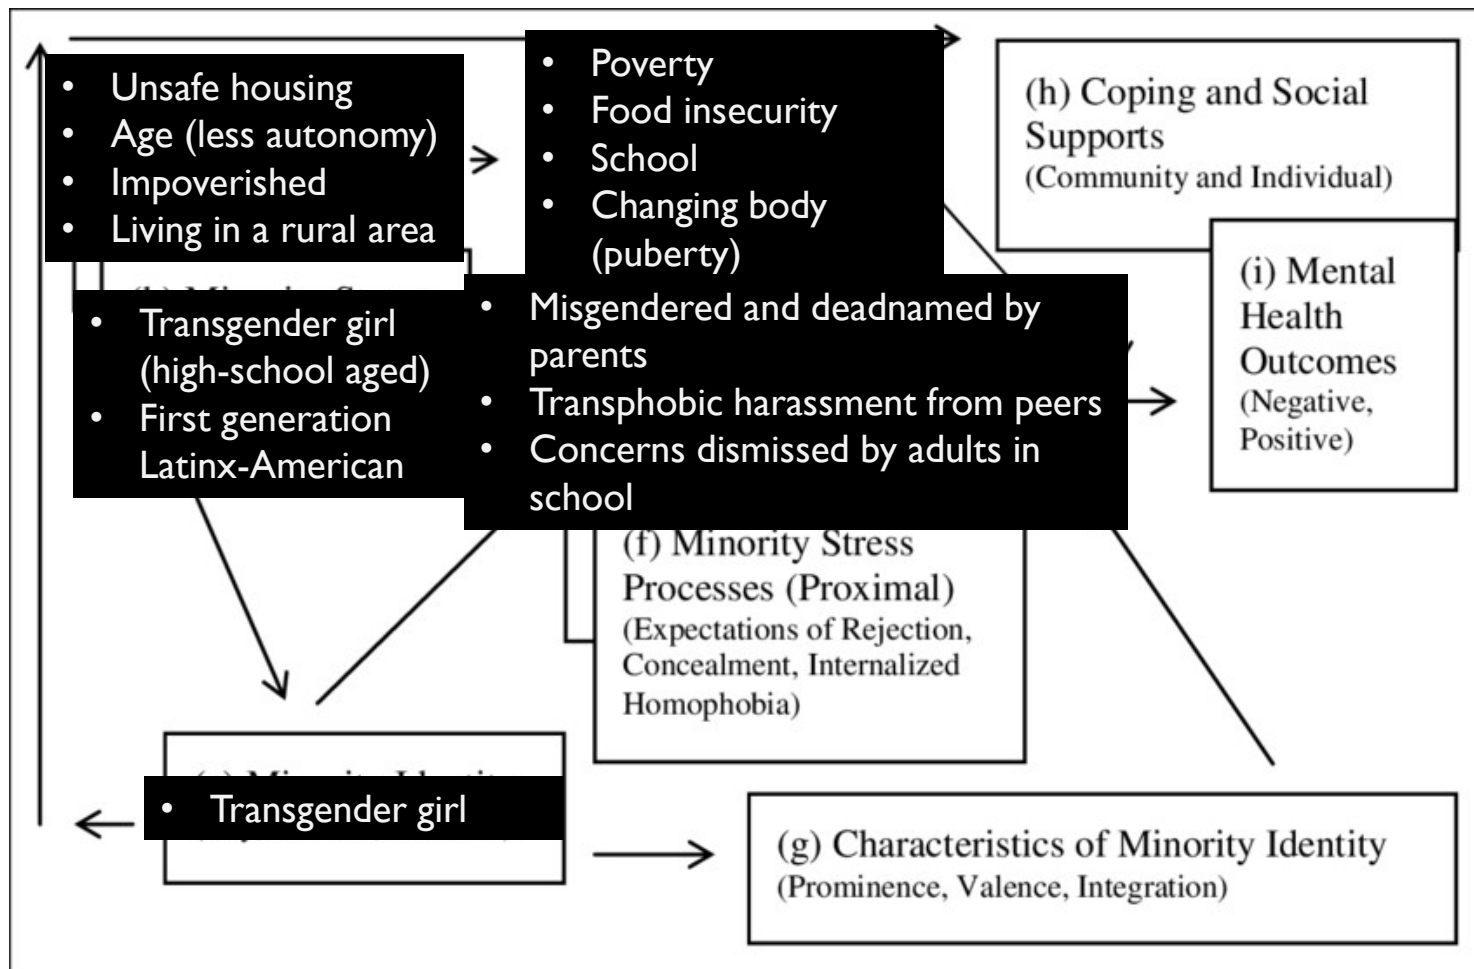 • Unsafe housing
• Age (less autonomy)
• Impoverished
• Living in a rural area
• Poverty
• Food insecurity
• School
• Changing body
(puberty)
(h) Coping and Social
Supports
(Community and Individual)
(i) Mental
Health
Outcomes
(Negative,
Positive)
• Transgender girl
(high-school aged)
• First generation
Latinx-American
• Misgendered and deadnamed by
parents
• Transphobic harassment from peers
• Concerns dismissed by adults in
school
(f) Minority Stress
Processes (Proximal)
(Expectations of Rejection,
Concealment, Internalized
Homophobia)
• Transgender girl
(g) Characteristics of Minority Identity
(Prominence, Valence, Integration)